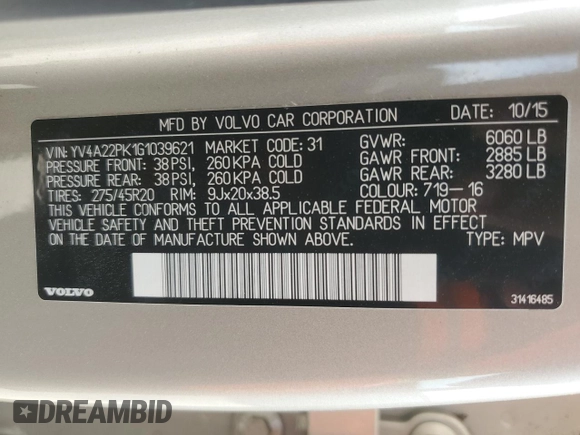 MFD BY VOLVO CAR CORPORATION DATE: 10/15
VIN: YV4A22PK1G1039621 MARKET CODE: 31 GVWR: 6060 LB
PRESSURE FRONT: 38 PSI, 260 KPA COLD GAWR FRONT: 2885 LB
PRESSURE REAR: 38 PSI, 260 KPA COLD GAWR REAR: 3280 LB
TIRES: 275/45R20 RIM: 9Jx20x38.5 COLOUR: 719-16
THIS VEHICLE CONFORMS TO ALL APPLICABLE FEDERAL MOTOR
VEHICLE SAFETY AND THEFT PREVENTION STANDARDS IN EFFECT
ON THE DATE OF MANUFACTURE SHOWN ABOVE. TYPE: MPV
VOLVO 31416485
DREAMBID